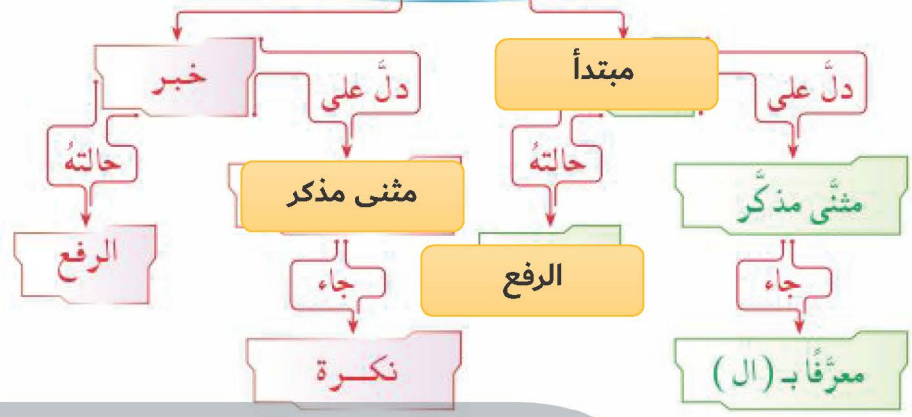 مبتدأ
دلَّ على
حالتهُ
مثنَّى مذكَّر
الرفع
جاء
معرَّفًا بـ (ال)
خبر
دلَّ على
حالتهُ
مثنى مذكر
الرفع
جاء
نكـــرة